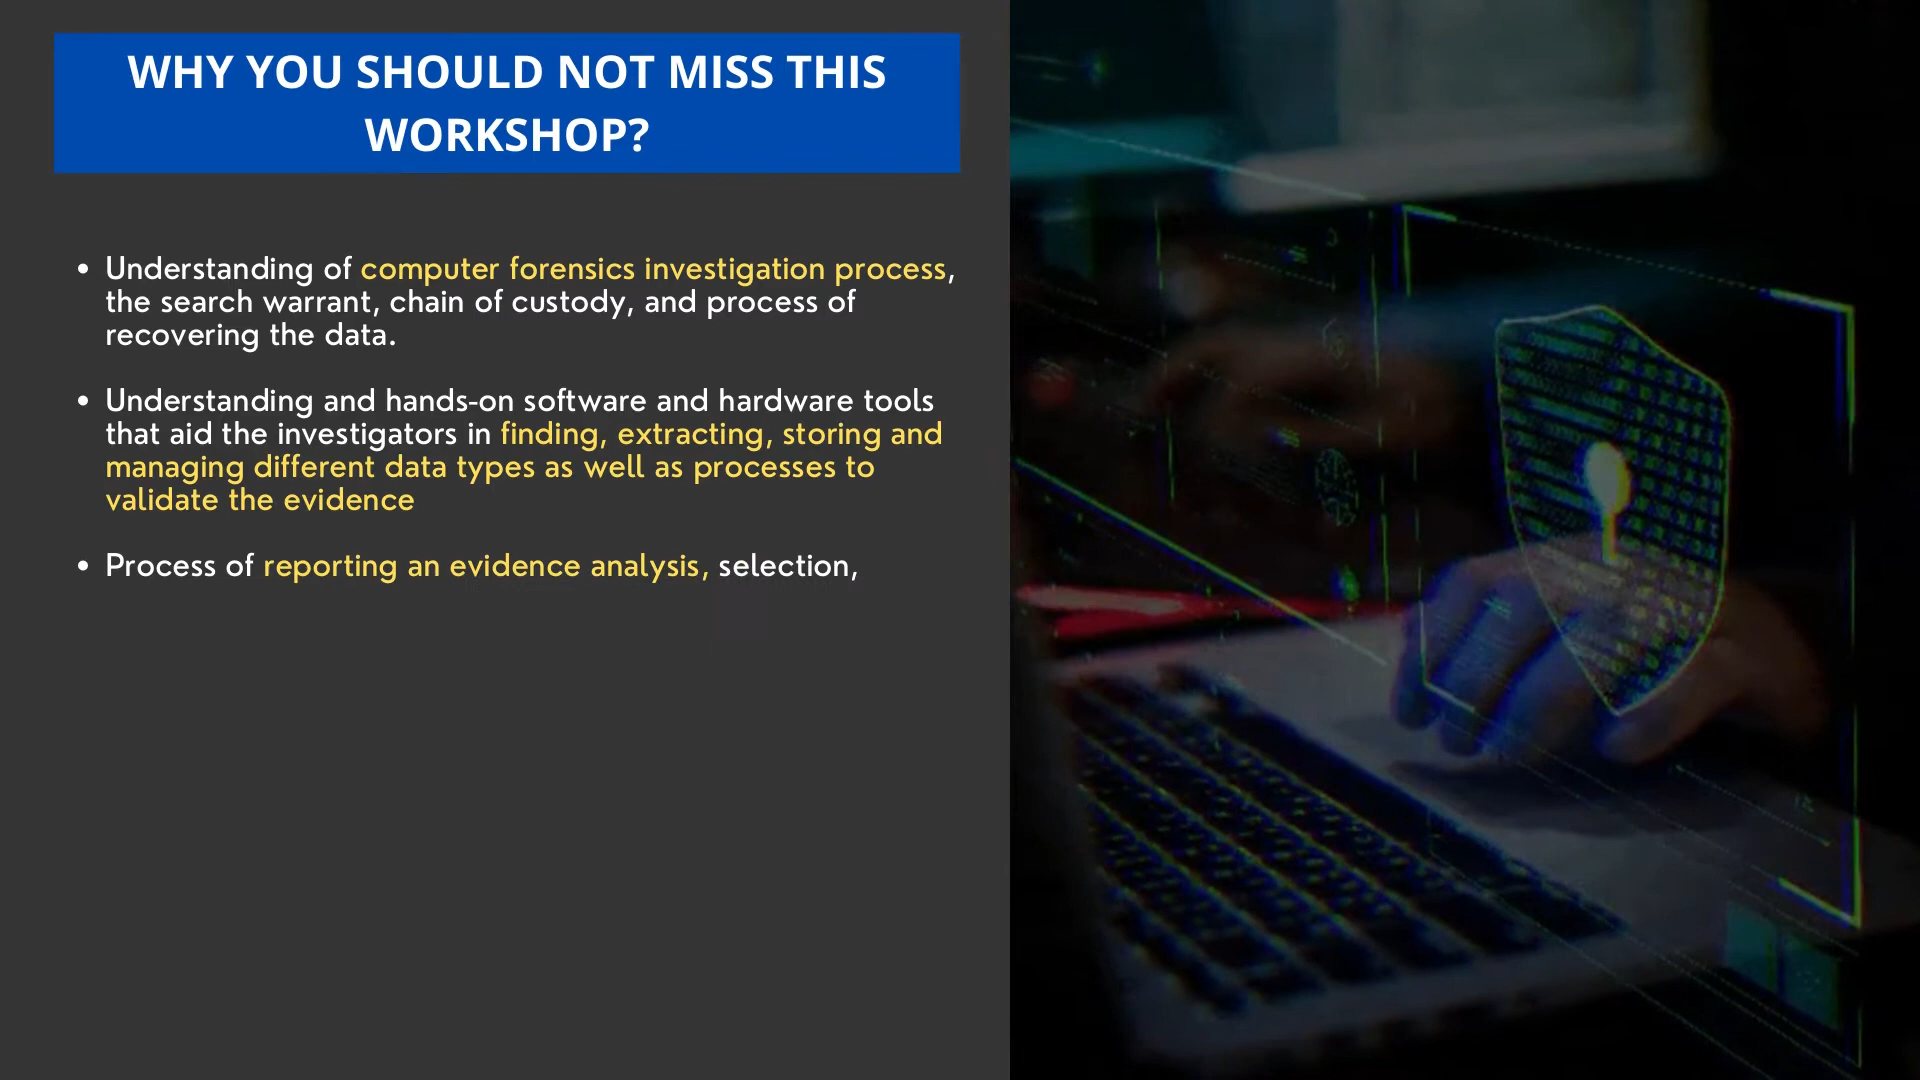 WHY YOU SHOULD NOT MISS THIS
WORKSHOP?
• Understanding of computer forensics investigation process,
the search warrant, chain of custody, and process of
recovering the data.
• Understanding and hands-on software and hardware tools
that aid the investigators in finding, extracting, storing and
managing different data types as well as processes to
validate the evidence
• Process of reporting an evidence analysis, selection,